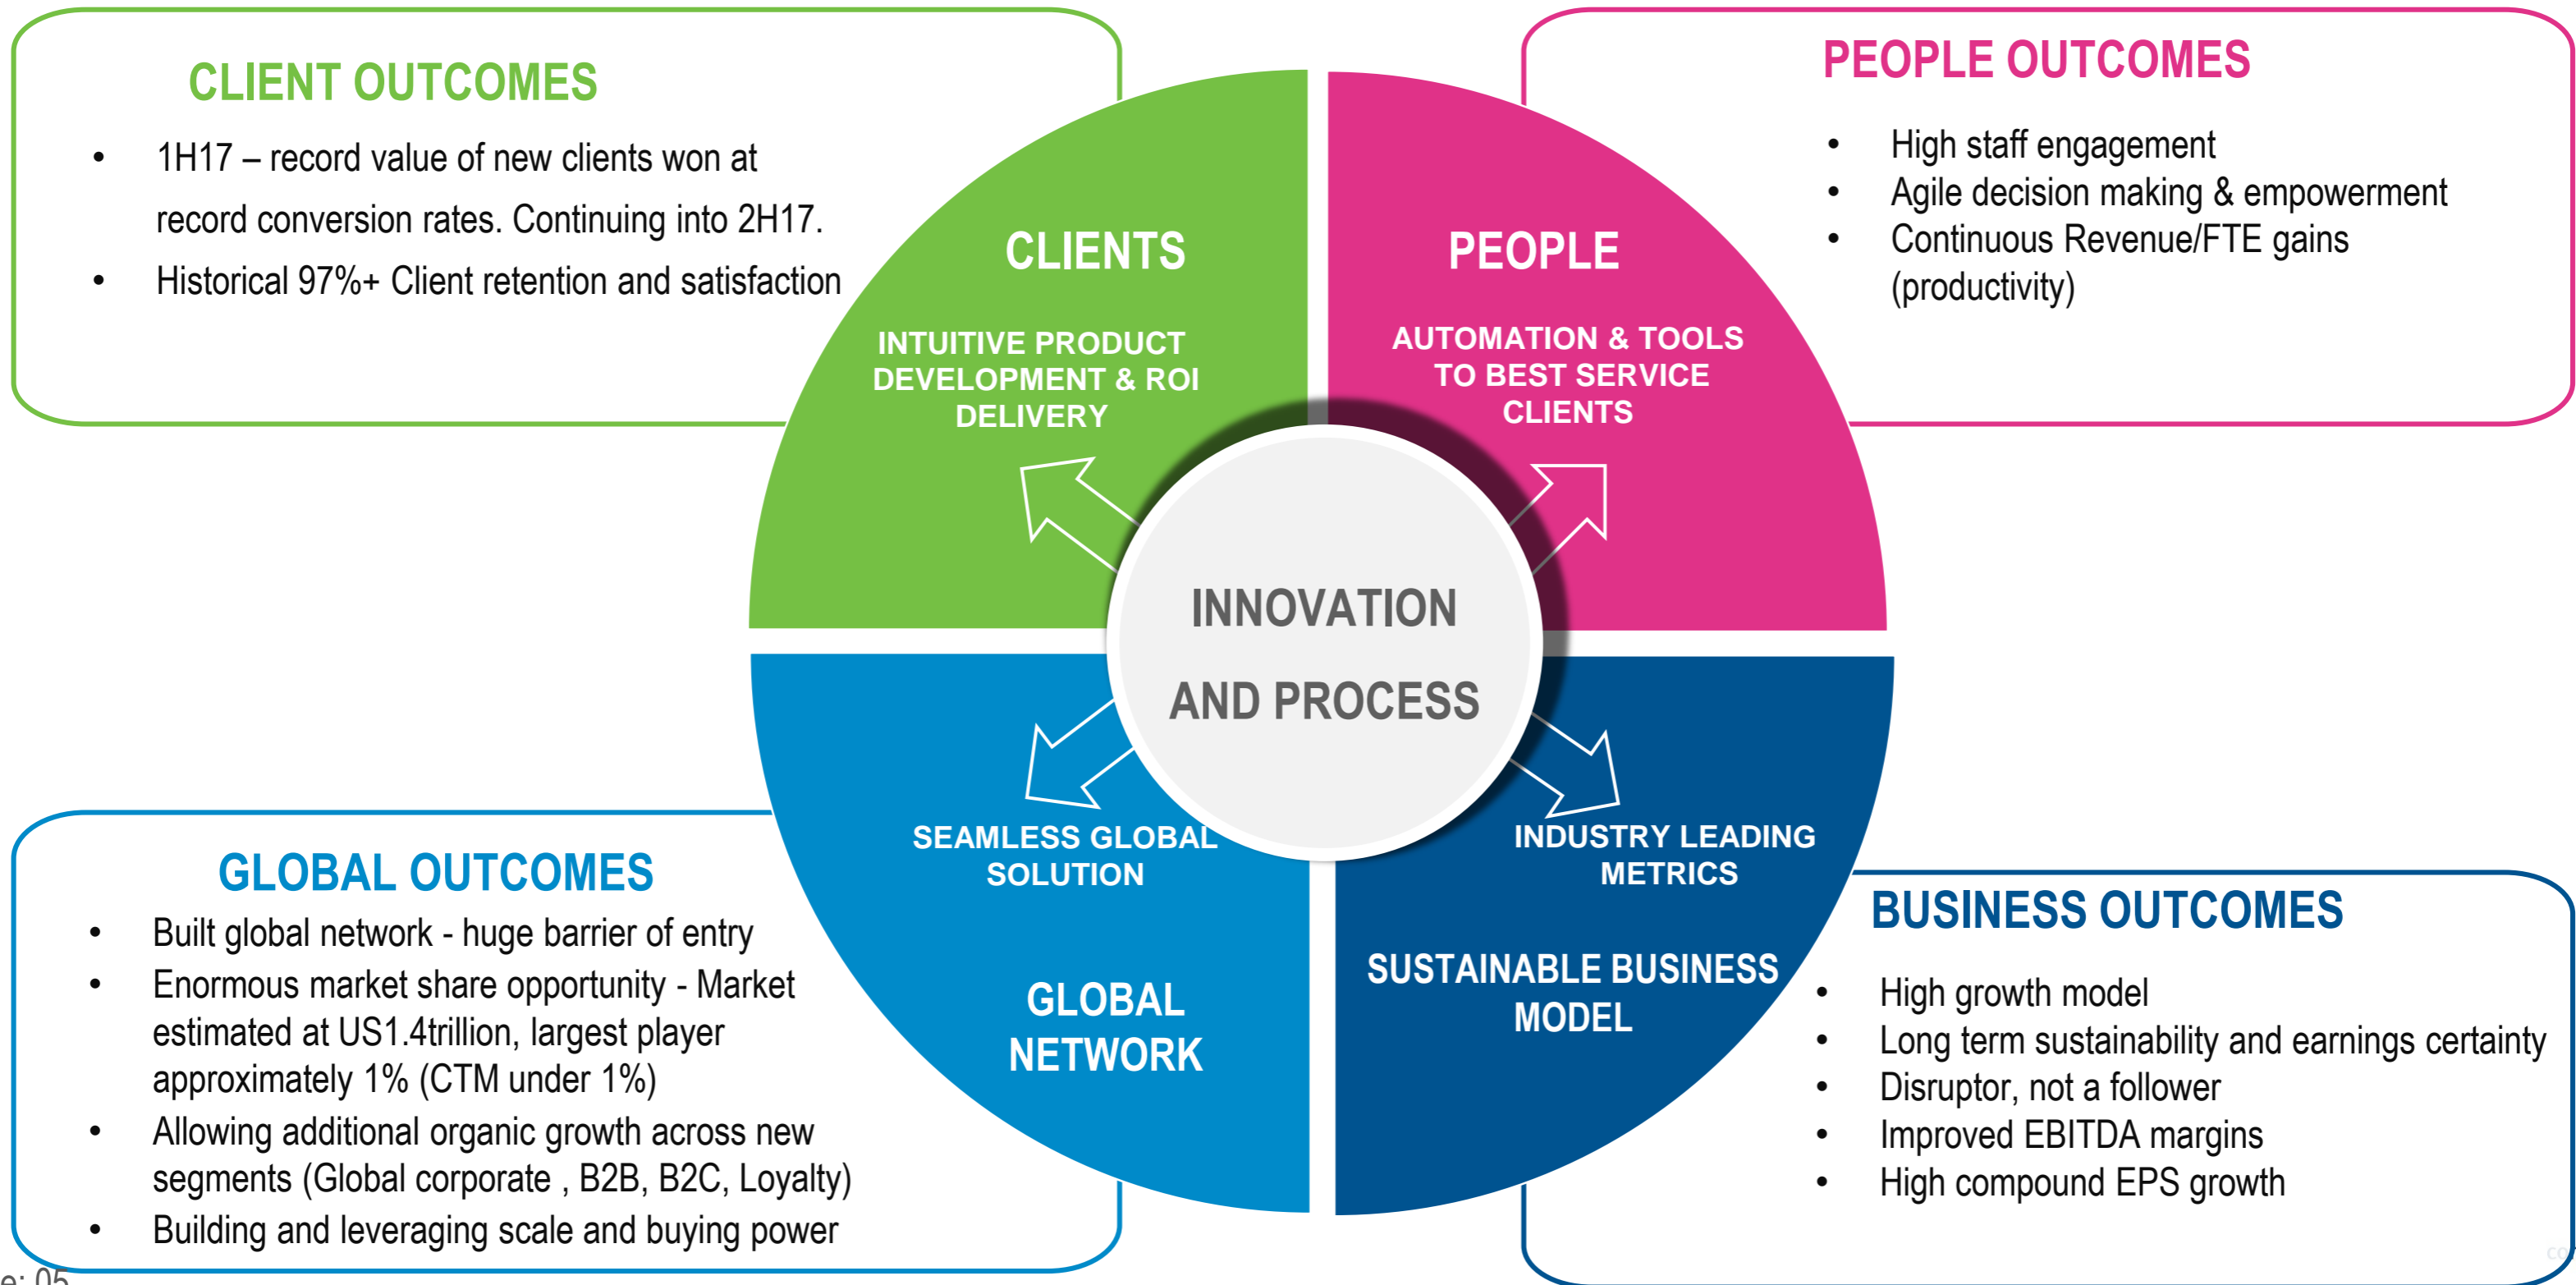 CLIENT OUTCOMES
• 1H17 – record value of new clients won at
record conversion rates. Continuing into 2H17.
• Historical 97%+ Client retention and satisfaction
PEOPLE OUTCOMES
• High staff engagement
• Agile decision making & empowerment
• Continuous Revenue/FTE gains
(productivity)
CLIENTS
INTUITIVE PRODUCT
DEVELOPMENT & ROI
DELIVERY
PEOPLE
AUTOMATION & TOOLS
TO BEST SERVICE
CLIENTS
INNOVATION
AND PROCESS
SEAMLESS GLOBAL
SOLUTION
GLOBAL
NETWORK
INDUSTRY LEADING
METRICS
SUSTAINABLE BUSINESS
MODEL
GLOBAL OUTCOMES
• Built global network - huge barrier of entry
• Enormous market share opportunity - Market
estimated at US1.4trillion, largest player
approximately 1% (CTM under 1%)
• Allowing additional organic growth across new
segments (Global corporate , B2B, B2C, Loyalty)
• Building and leveraging scale and buying power
BUSINESS OUTCOMES
• High growth model
• Long term sustainability and earnings certainty
• Disruptor, not a follower
• Improved EBITDA margins
• High compound EPS growth